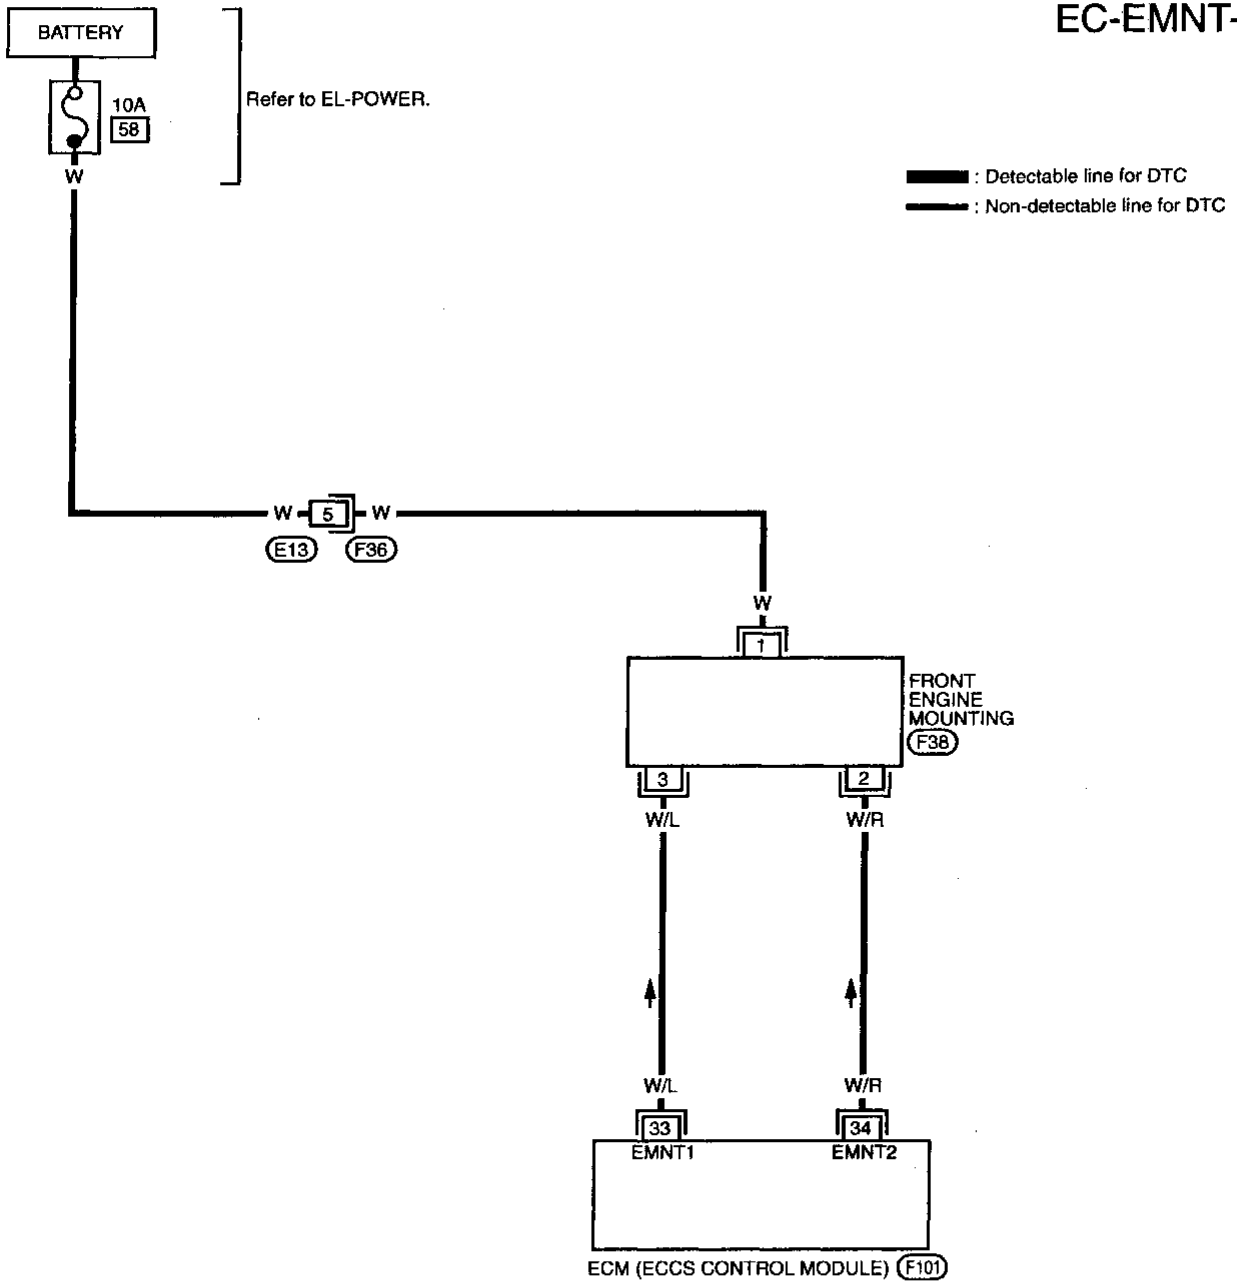 EC-EMNT-
BATTERY
10A
58
Refer to EL-POWER.
W
: Detectable line for DTC
: Non-detectable line for DTC
W 5 W
E13 F36
W
1
FRONT
ENGINE
MOUNTING
F38
3 2
W/L W/R
W/L W/R
33 34
EMNT1 EMNT2
ECM (ECCS CONTROL MODULE) F101